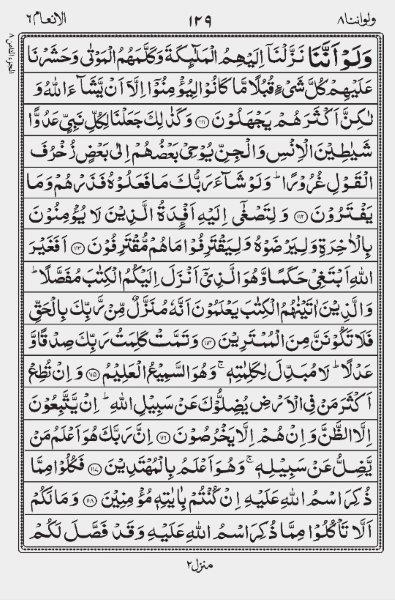 ولواننا ٨
١٢٩
الانعام ٦
وَلَوْ اَنَّنَا نَزَّلْنَاۤ اِلَيْهِمُ الْمَلٰٓئِكَةَ وَكَلَّمَهُمُ الْمَوْتٰى وَحَشَرْنَا
عَلَيْهِمْ كُلَّ شَىْءٍ قُبُلًا مَّا كَانُوْا لِيُؤْمِنُوْۤا اِلَّاۤ اَنْ يَّشَآءَ اللّٰهُ وَ
لٰكِنَّ اَكْثَرَهُمْ يَجْهَلُوْنَ ﴿١١١﴾ وَكَذٰلِكَ جَعَلْنَا لِكُلِّ نَبِىٍّ عَدُوًّا
شَيٰطِيْنَ الْاِنْسِ وَالْجِنِّ يُوْحِىْ بَعْضُهُمْ اِلٰى بَعْضٍ زُخْرُفَ
الْقَوْلِ غُرُوْرًا ؕ وَلَوْ شَآءَ رَبُّكَ مَا فَعَلُوْهُ فَذَرْهُمْ وَمَا
يَفْتَرُوْنَ ﴿١١٢﴾ وَلِتَصْغٰۤى اِلَيْهِ اَفْـِٕدَةُ الَّذِيْنَ لَا يُؤْمِنُوْنَ
بِالْاٰخِرَةِ وَلِيَرْضَوْهُ وَلِيَقْتَرِفُوْا مَا هُمْ مُّقْتَرِفُوْنَ ﴿١١٣﴾ اَفَغَيْرَ
اللّٰهِ اَبْتَغِىْ حَكَمًا وَّهُوَ الَّذِىْۤ اَنْزَلَ اِلَيْكُمُ الْكِتٰبَ مُفَصَّلًا ؕ
وَالَّذِيْنَ اٰتَيْنٰهُمُ الْكِتٰبَ يَعْلَمُوْنَ اَنَّهٗ مُنَزَّلٌ مِّنْ رَّبِّكَ بِالْحَقِّ
فَلَا تَكُوْنَنَّ مِنَ الْمُمْتَرِيْنَ ﴿١١٤﴾ وَتَمَّتْ كَلِمَتُ رَبِّكَ صِدْقًا وَّ
عَدْلًا ؕ لَا مُبَدِّلَ لِكَلِمٰتِهٖ ۚ وَهُوَ السَّمِيْعُ الْعَلِيْمُ ﴿١١٥﴾ وَاِنْ تُطِعْ
اَكْثَرَ مَنْ فِى الْاَرْضِ يُضِلُّوْكَ عَنْ سَبِيْلِ اللّٰهِ ؕ اِنْ يَّتَّبِعُوْنَ
اِلَّا الظَّنَّ وَاِنْ هُمْ اِلَّا يَخْرُصُوْنَ ﴿١١٦﴾ اِنَّ رَبَّكَ هُوَ اَعْلَمُ مَنْ
يَّضِلُّ عَنْ سَبِيْلِهٖ ۚ وَهُوَ اَعْلَمُ بِالْمُهْتَدِيْنَ ﴿١١٧﴾ فَكُلُوْا مِمَّا
ذُكِرَ اسْمُ اللّٰهِ عَلَيْهِ اِنْ كُنْتُمْ بِاٰيٰتِهٖ مُؤْمِنِيْنَ ﴿١١٨﴾ وَمَا لَكُمْ
اَلَّا تَاْكُلُوْا مِمَّا ذُكِرَ اسْمُ اللّٰهِ عَلَيْهِ وَقَدْ فَصَّلَ لَكُمْ
منزل ٢